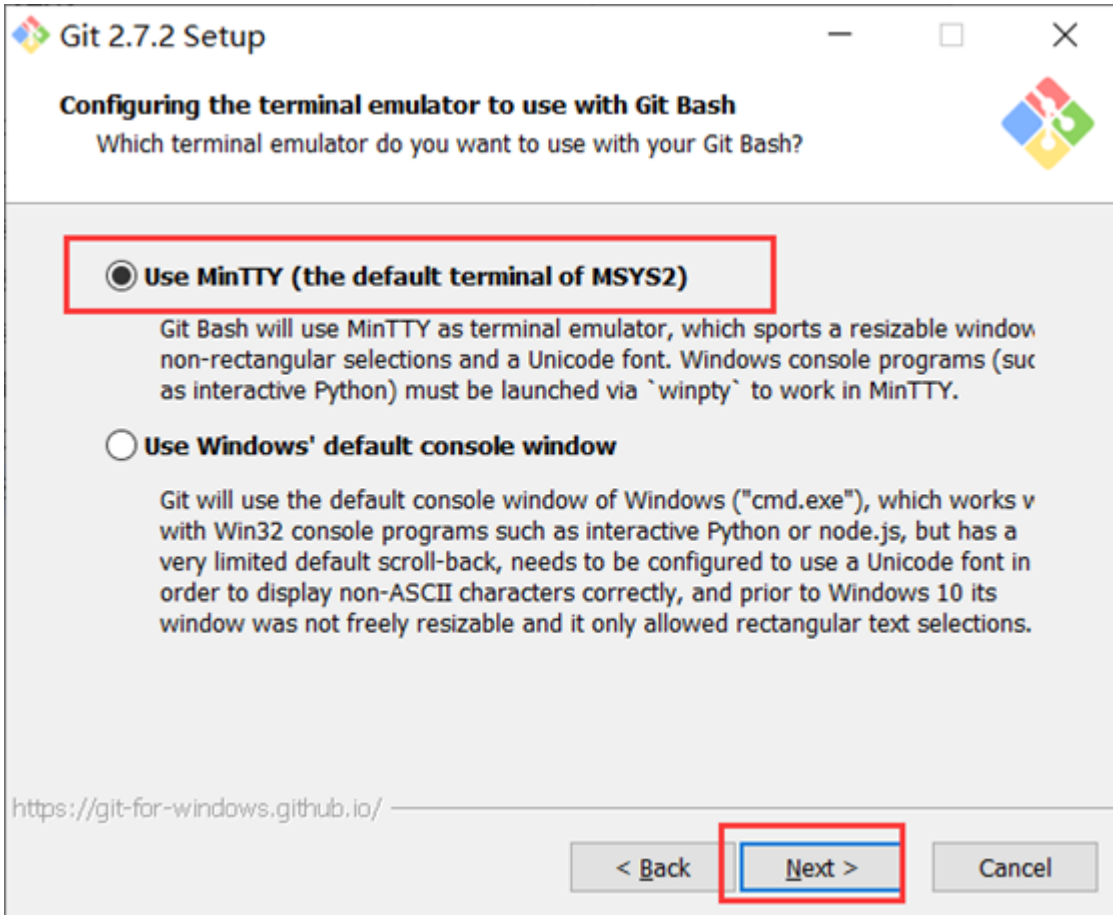 Git 2.7.2 Setup
Configuring the terminal emulator to use with Git Bash
Which terminal emulator do you want to use with your Git Bash?
Use MinTTY (the default terminal of MSYS2)
Git Bash will use MinTTY as terminal emulator, which sports a resizable window
non-rectangular selections and a Unicode font. Windows console programs (suc
as interactive Python) must be launched via `winpty` to work in MinTTY.
Use Windows' default console window
Git will use the default console window of Windows ("cmd.exe"), which works w
with Win32 console programs such as interactive Python or node.js, but has a
very limited default scroll-back, needs to be configured to use a Unicode font in
order to display non-ASCII characters correctly, and prior to Windows 10 its
window was not freely resizable and it only allowed rectangular text selections.
https://git-for-windows.github.io/
< Back Next > Cancel